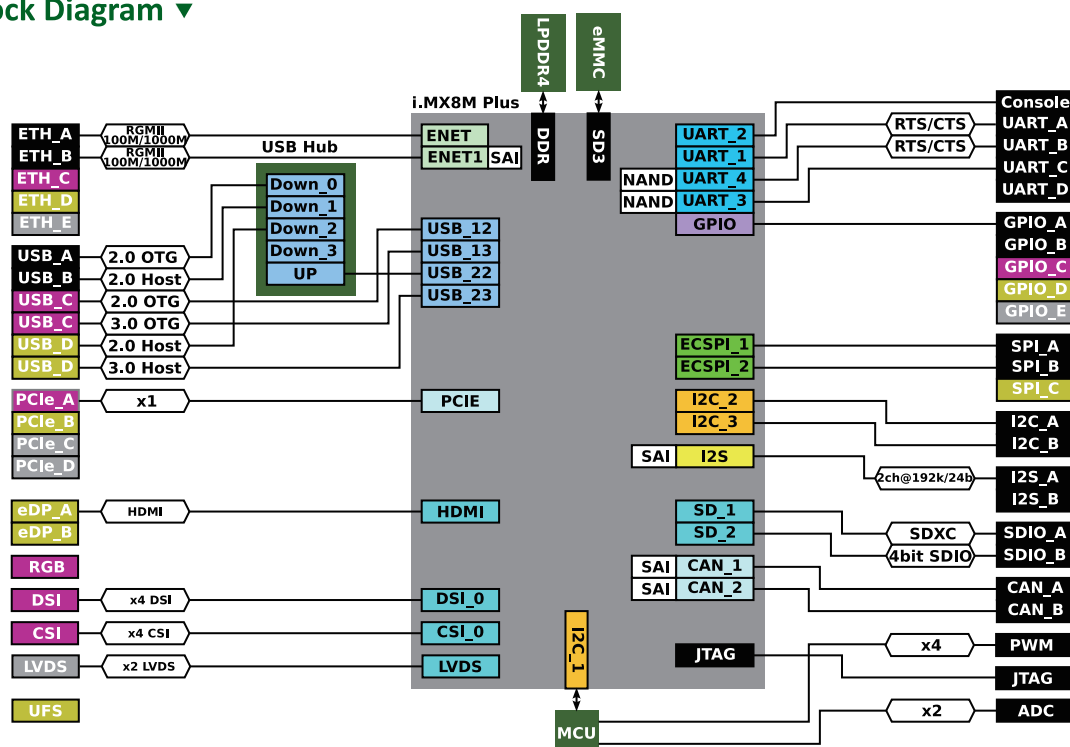 ock Diagram ▼
LPDDR4
eMMC
i.MX8M Plus
DDR
SD3
ETH_A
RGMII
100M/1000M
ENET
ETH_B
RGMII
100M/1000M
ENET1
SAI
ETH_C
ETH_D
ETH_E
USB Hub
Down_0
Down_1
Down_2
Down_3
UP
USB_A
2.0 OTG
USB_B
2.0 Host
USB_C
2.0 OTG
USB_C
3.0 OTG
USB_D
2.0 Host
USB_D
3.0 Host
USB_12
USB_13
USB_22
USB_23
PCIe_A
x1
PCIE
PCIe_B
PCIe_C
PCIe_D
eDP_A
HDMI
HDMI
eDP_B
RGB
DSI
x4 DSI
DSI_0
CSI
x4 CSI
CSI_0
LVDS
x2 LVDS
LVDS
UFS
I2C_1
MCU
UART_2
UART_1
NAND
UART_4
NAND
UART_3
GPIO
ECSPI_1
ECSPI_2
I2C_2
I2C_3
SAI
I2S
SD_1
SD_2
SAI
CAN_1
SAI
CAN_2
JTAG
Console
RTS/CTS
UART_A
RTS/CTS
UART_B
UART_C
UART_D
GPIO_A
GPIO_B
GPIO_C
GPIO_D
GPIO_E
SPI_A
SPI_B
SPI_C
I2C_A
I2C_B
2ch@192k/24b
I2S_A
I2S_B
SDXC
SDIO_A
4bit SDIO
SDIO_B
CAN_A
CAN_B
x4
PWM
JTAG
x2
ADC